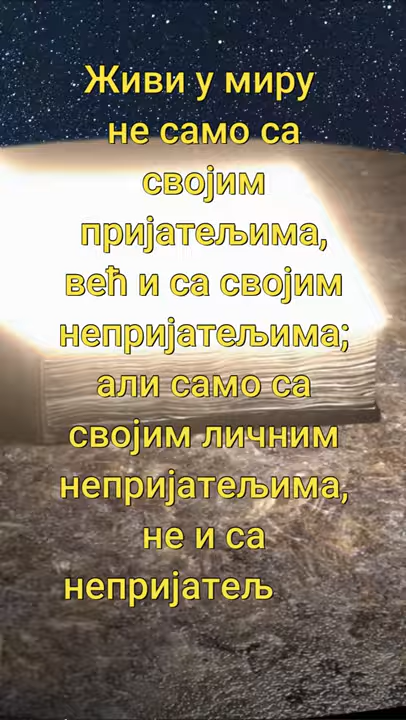 Живи у миру
не само са
својим
пријатељима,
већ и са својим
непријатељима;
али само са
својим личним
непријатељима,
не и са
непријатељ